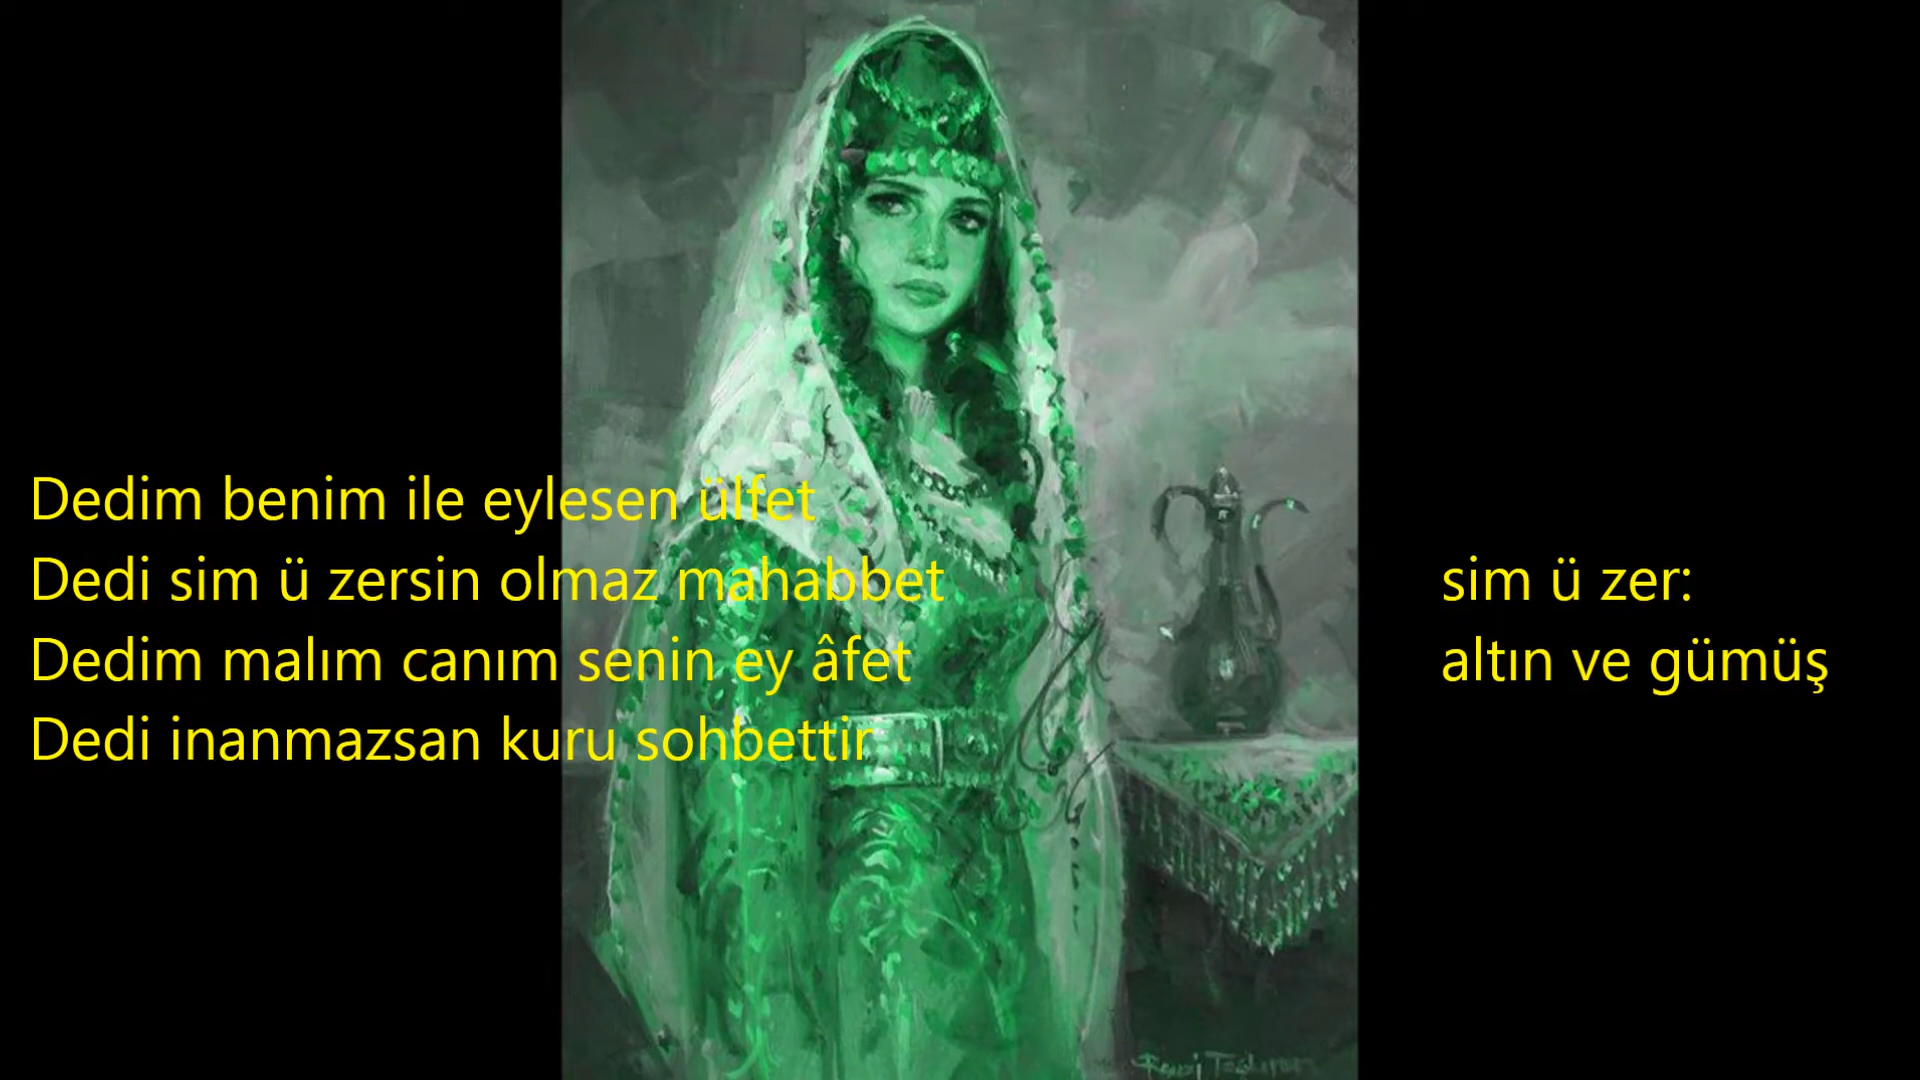 Dedim benim ile eylesen ülfet
Dedi sim ü zersin olmaz mahabbet
Dedim malım canım senin ey âfet
Dedi inanmazsan kuru sohbettir
sim ü zer:
altın ve gümüş